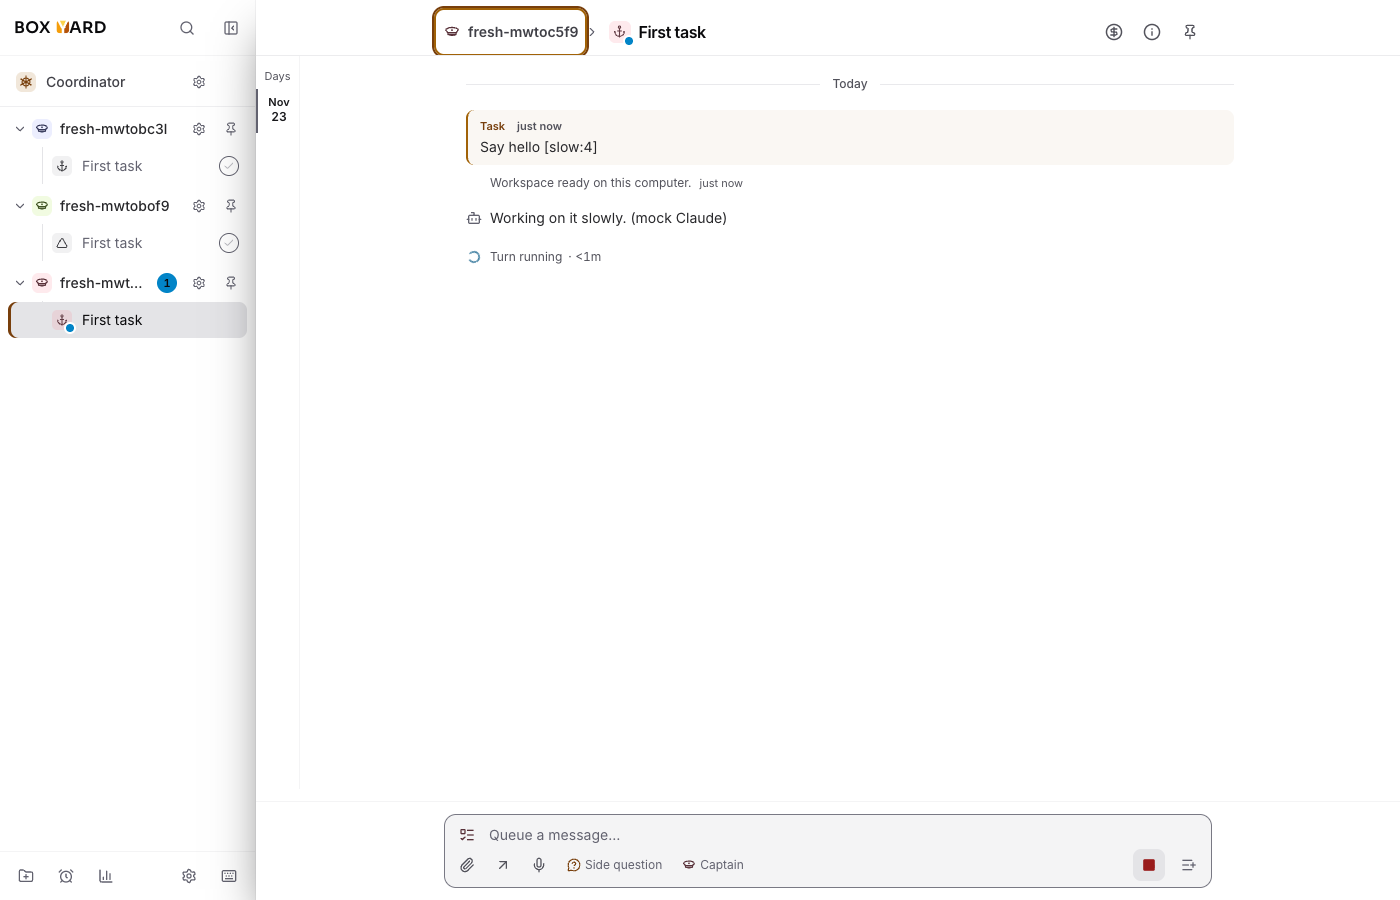 BOX YARD
Coordinator
fresh-mwtobc3l
First task
fresh-mwtobof9
First task
fresh-mwt... 1
First task
fresh-mwtoc5f9 > First task
Days
Nov
23
Today
Task just now
Say hello [slow:4]
Workspace ready on this computer. just now
Working on it slowly. (mock Claude)
Turn running · <1m
Queue a message...
Side question Captain